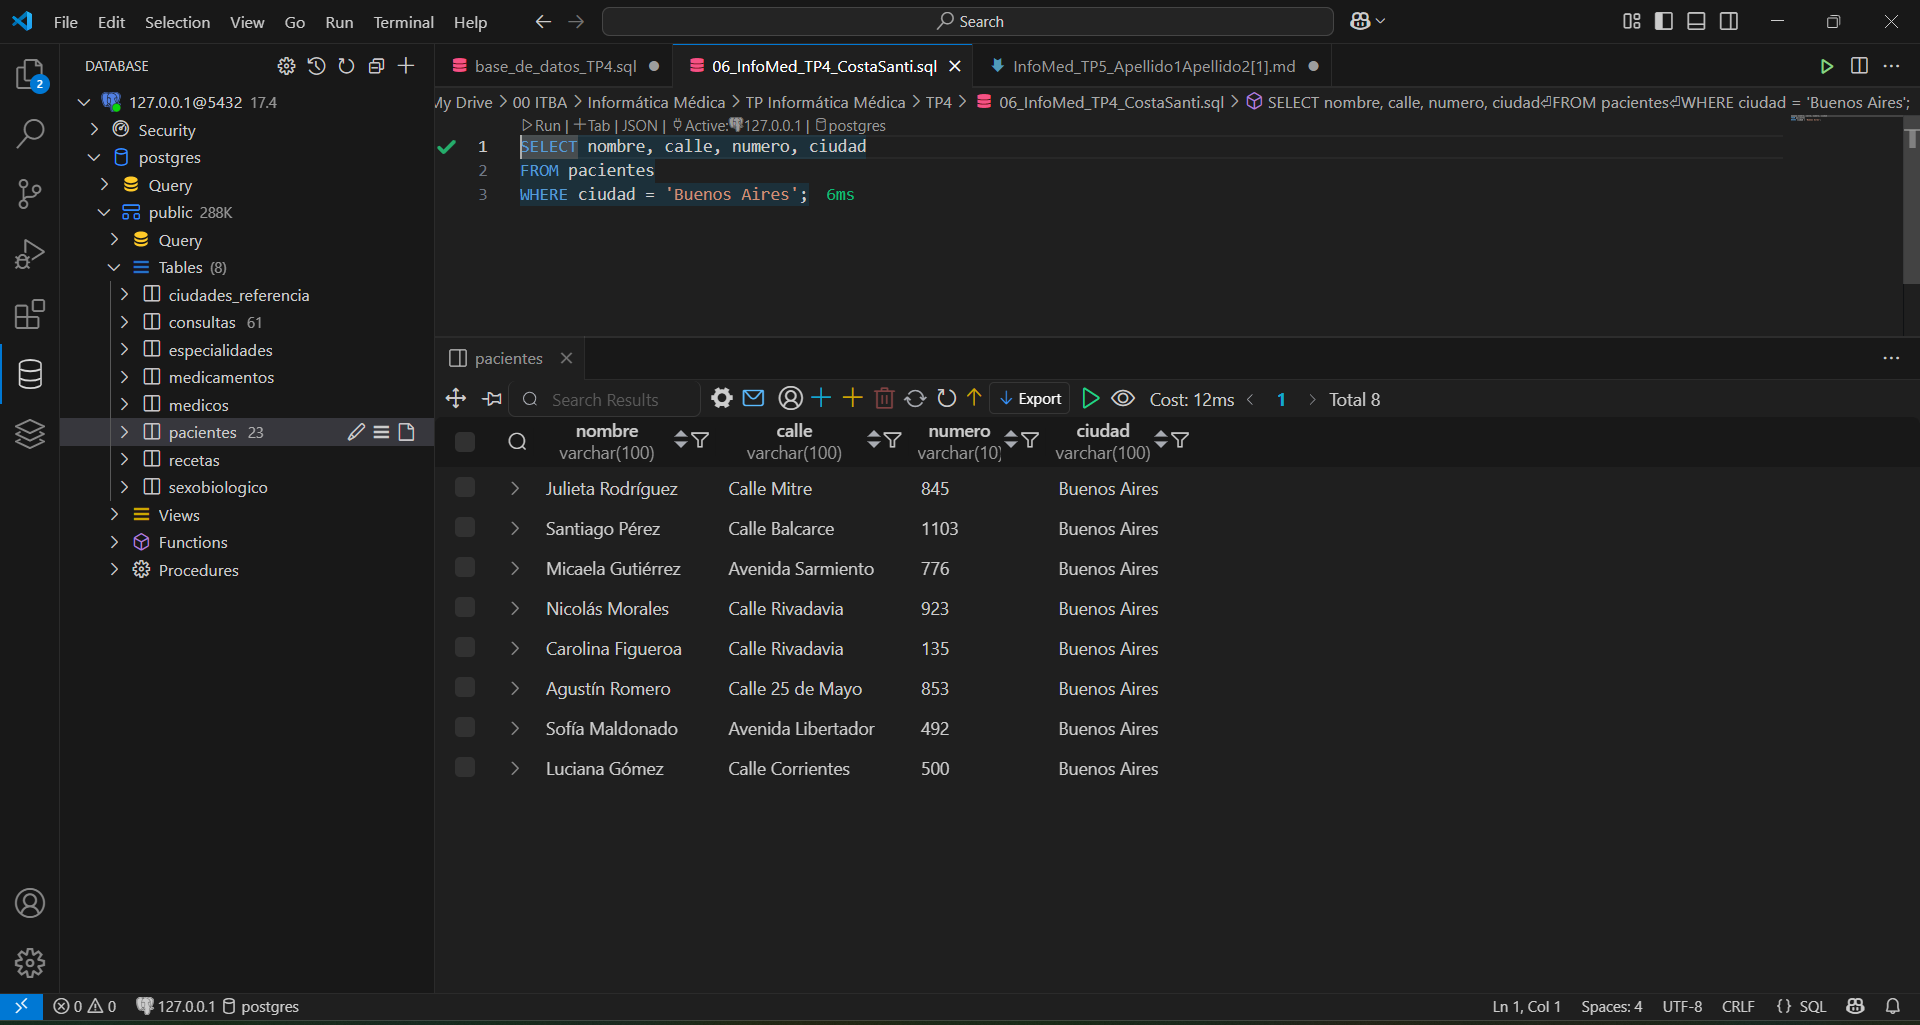 File Edit Selection View Go Run Terminal Help Search
DATABASE
2
127.0.0.1@5432 17.4
Security
postgres
Query
public 288K
Query
Tables (8)
ciudades_referencia
consultas 61
especialidades
medicamentos
medicos
pacientes 23
recetas
sexobiologico
Views
Functions
Procedures
base_de_datos_TP4.sql 06_InfoMed_TP4_CostaSanti.sql InfoMed_TP5_Apellido1Apellido2[1].md
My Drive > 00 ITBA > Informática Médica > TP Informática Médica > TP4 > 06_InfoMed_TP4_CostaSanti.sql > SELECT nombre, calle, numero, ciudad⏎FROM pacientes⏎WHERE ciudad = 'Buenos Aires';
Run | Tab | JSON | Active: 127.0.0.1 | postgres
1 SELECT nombre, calle, numero, ciudad
2 FROM pacientes
3 WHERE ciudad = 'Buenos Aires'; 6ms
pacientes
Search Results Export Cost: 12ms < 1 > Total 8
nombre calle numero ciudad
varchar(100) varchar(100) varchar(10) varchar(100)
Julieta Rodríguez Calle Mitre 845 Buenos Aires
Santiago Pérez Calle Balcarce 1103 Buenos Aires
Micaela Gutiérrez Avenida Sarmiento 776 Buenos Aires
Nicolás Morales Calle Rivadavia 923 Buenos Aires
Carolina Figueroa Calle Rivadavia 135 Buenos Aires
Agustín Romero Calle 25 de Mayo 853 Buenos Aires
Sofía Maldonado Avenida Libertador 492 Buenos Aires
Luciana Gómez Calle Corrientes 500 Buenos Aires
0 0 127.0.0.1 postgres Ln 1, Col 1 Spaces: 4 UTF-8 CRLF {} SQL